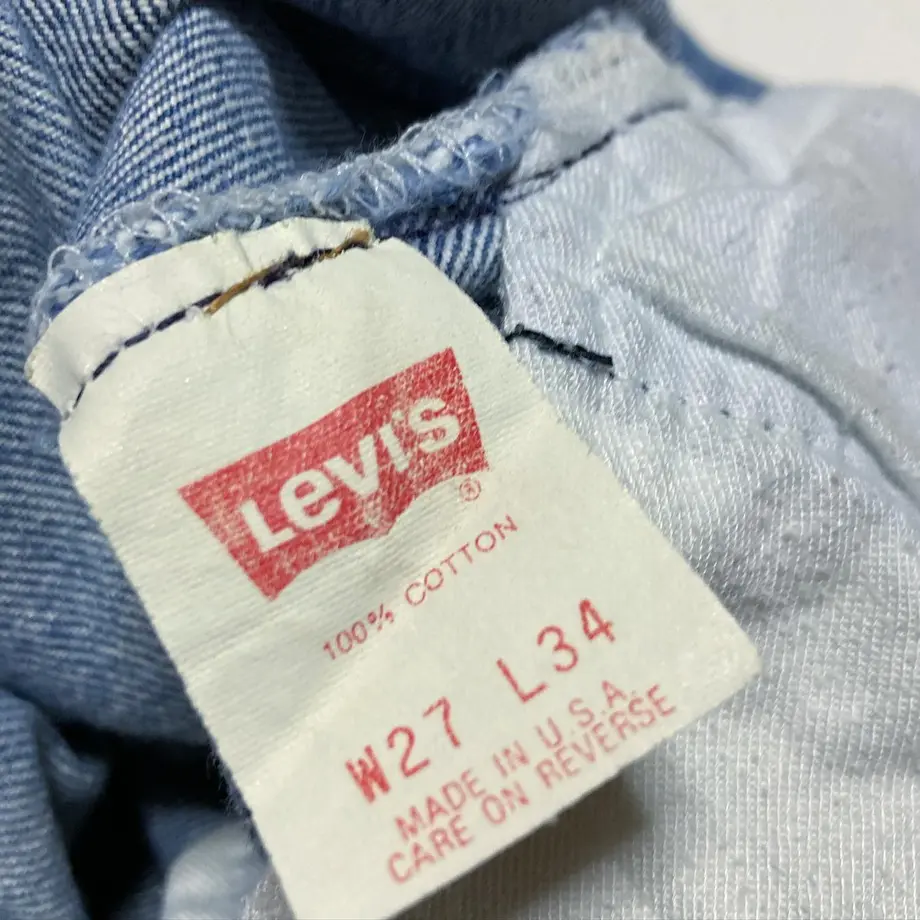 Levi's
®
100% COTTON
W27 L34
MADE IN U.S.A.
CARE ON REVERSE